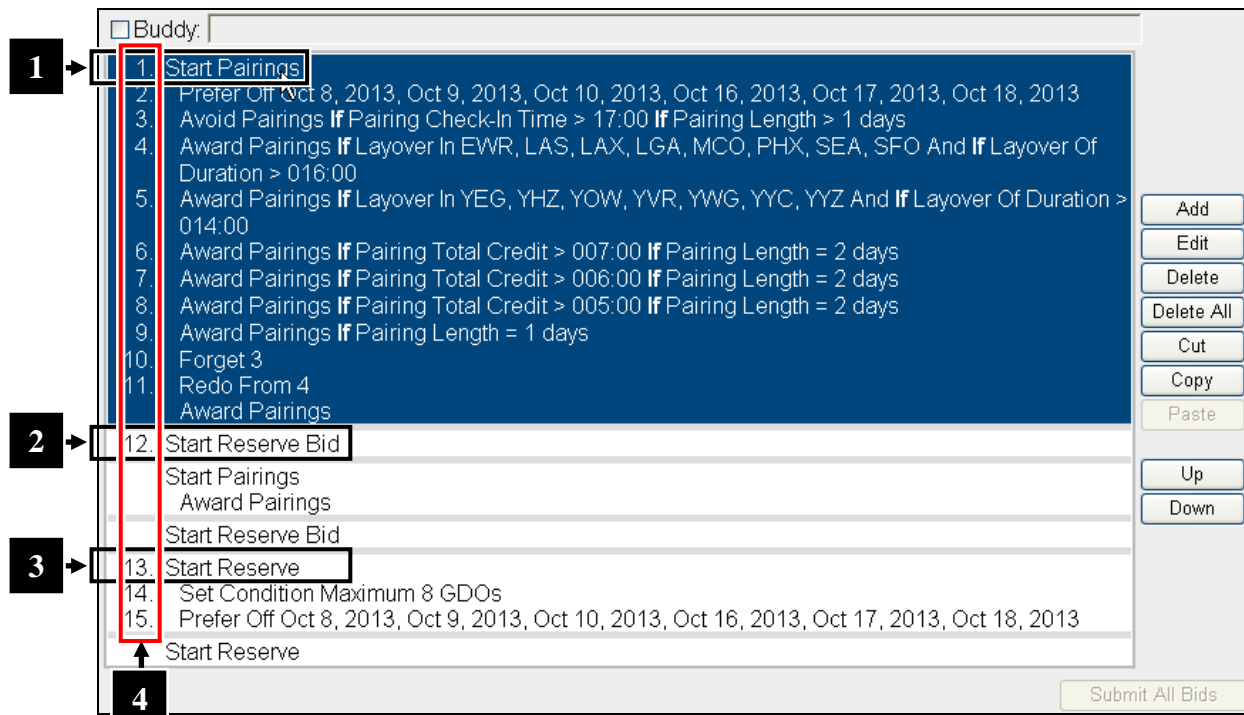 Buddy:
1
1. Start Pairings
2. Prefer Off Oct 8, 2013, Oct 9, 2013, Oct 10, 2013, Oct 16, 2013, Oct 17, 2013, Oct 18, 2013
3. Avoid Pairings If Pairing Check-In Time > 17:00 If Pairing Length > 1 days
4. Award Pairings If Layover In EWR, LAS, LAX, LGA, MCO, PHX, SEA, SFO And If Layover Of
Duration > 016:00
5. Award Pairings If Layover In YEG, YHZ, YOW, YVR, YWG, YYC, YYZ And If Layover Of Duration >
014:00
6. Award Pairings If Pairing Total Credit > 007:00 If Pairing Length = 2 days
7. Award Pairings If Pairing Total Credit > 006:00 If Pairing Length = 2 days
8. Award Pairings If Pairing Total Credit > 005:00 If Pairing Length = 2 days
9. Award Pairings If Pairing Length = 1 days
10. Forget 3
11. Redo From 4
Award Pairings
2
12. Start Reserve Bid
Start Pairings
Award Pairings
Start Reserve Bid
3
13. Start Reserve
14. Set Condition Maximum 8 GDOs
15. Prefer Off Oct 8, 2013, Oct 9, 2013, Oct 10, 2013, Oct 16, 2013, Oct 17, 2013, Oct 18, 2013
Start Reserve
4
Add
Edit
Delete
Delete All
Cut
Copy
Paste
Up
Down
Submit All Bids